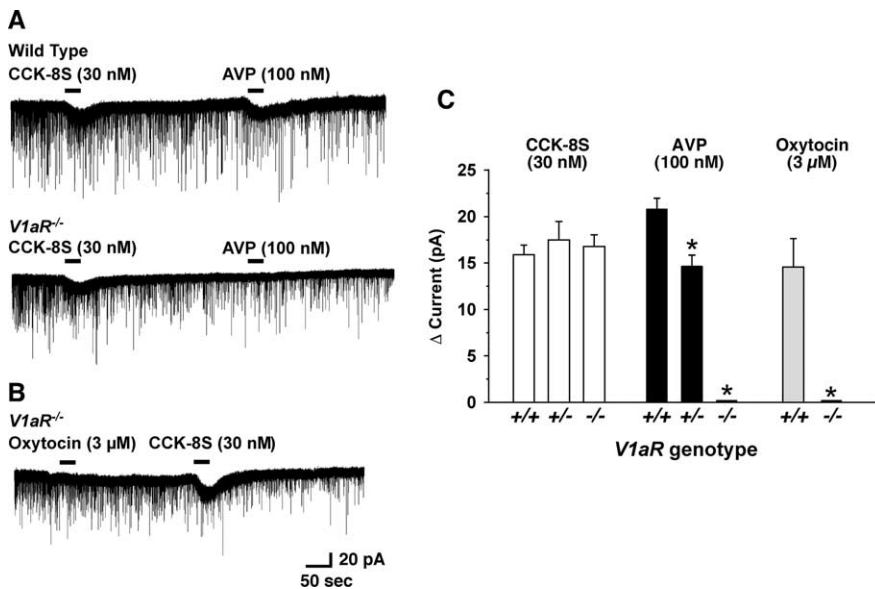 A
Wild Type
CCK-8S (30 nM) AVP (100 nM)
V1aR-/-
CCK-8S (30 nM) AVP (100 nM)
B
V1aR-/-
Oxytocin (3 µM) CCK-8S (30 nM)
20 pA
50 sec
C
CCK-8S AVP Oxytocin
(30 nM) (100 nM) (3 µM)
25
20
15
10
5
0
Δ Current (pA)
* * *
+/+ +/- -/- +/+ +/- -/- +/+ -/-
V1aR genotype